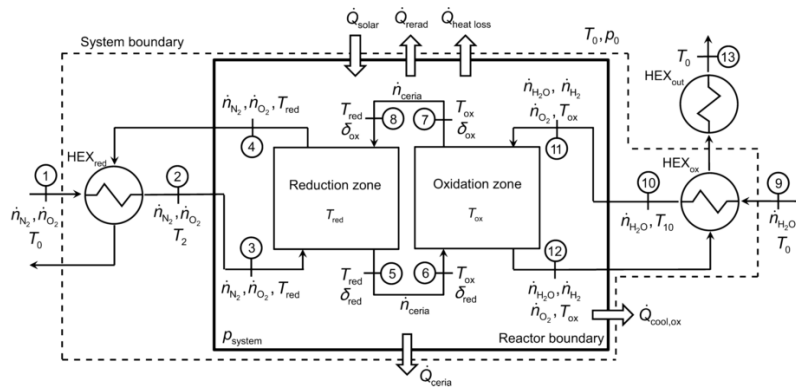 Q̇solar
Q̇rerad
Q̇heat loss
T0, p0
T0
13
HEXout
System boundary
ṅceria
ṅN2, ṅO2, Tred
4
Tred
δox
8
7
Tox
δox
ṅH2O, ṅH2
ṅO2, Tox
11
HEXred
1
2
ṅN2, ṅO2
T0
ṅN2, ṅO2
T2
Reduction zone
Tred
Oxidation zone
Tox
HEXox
10
ṅH2O, T10
9
ṅH2O
T0
3
ṅN2, ṅO2, Tred
Tred
δred
5
6
Tox
δred
ṅceria
12
ṅH2O, ṅH2
ṅO2, Tox
psystem
Reactor boundary
Q̇cool,ox
Q̇ceria